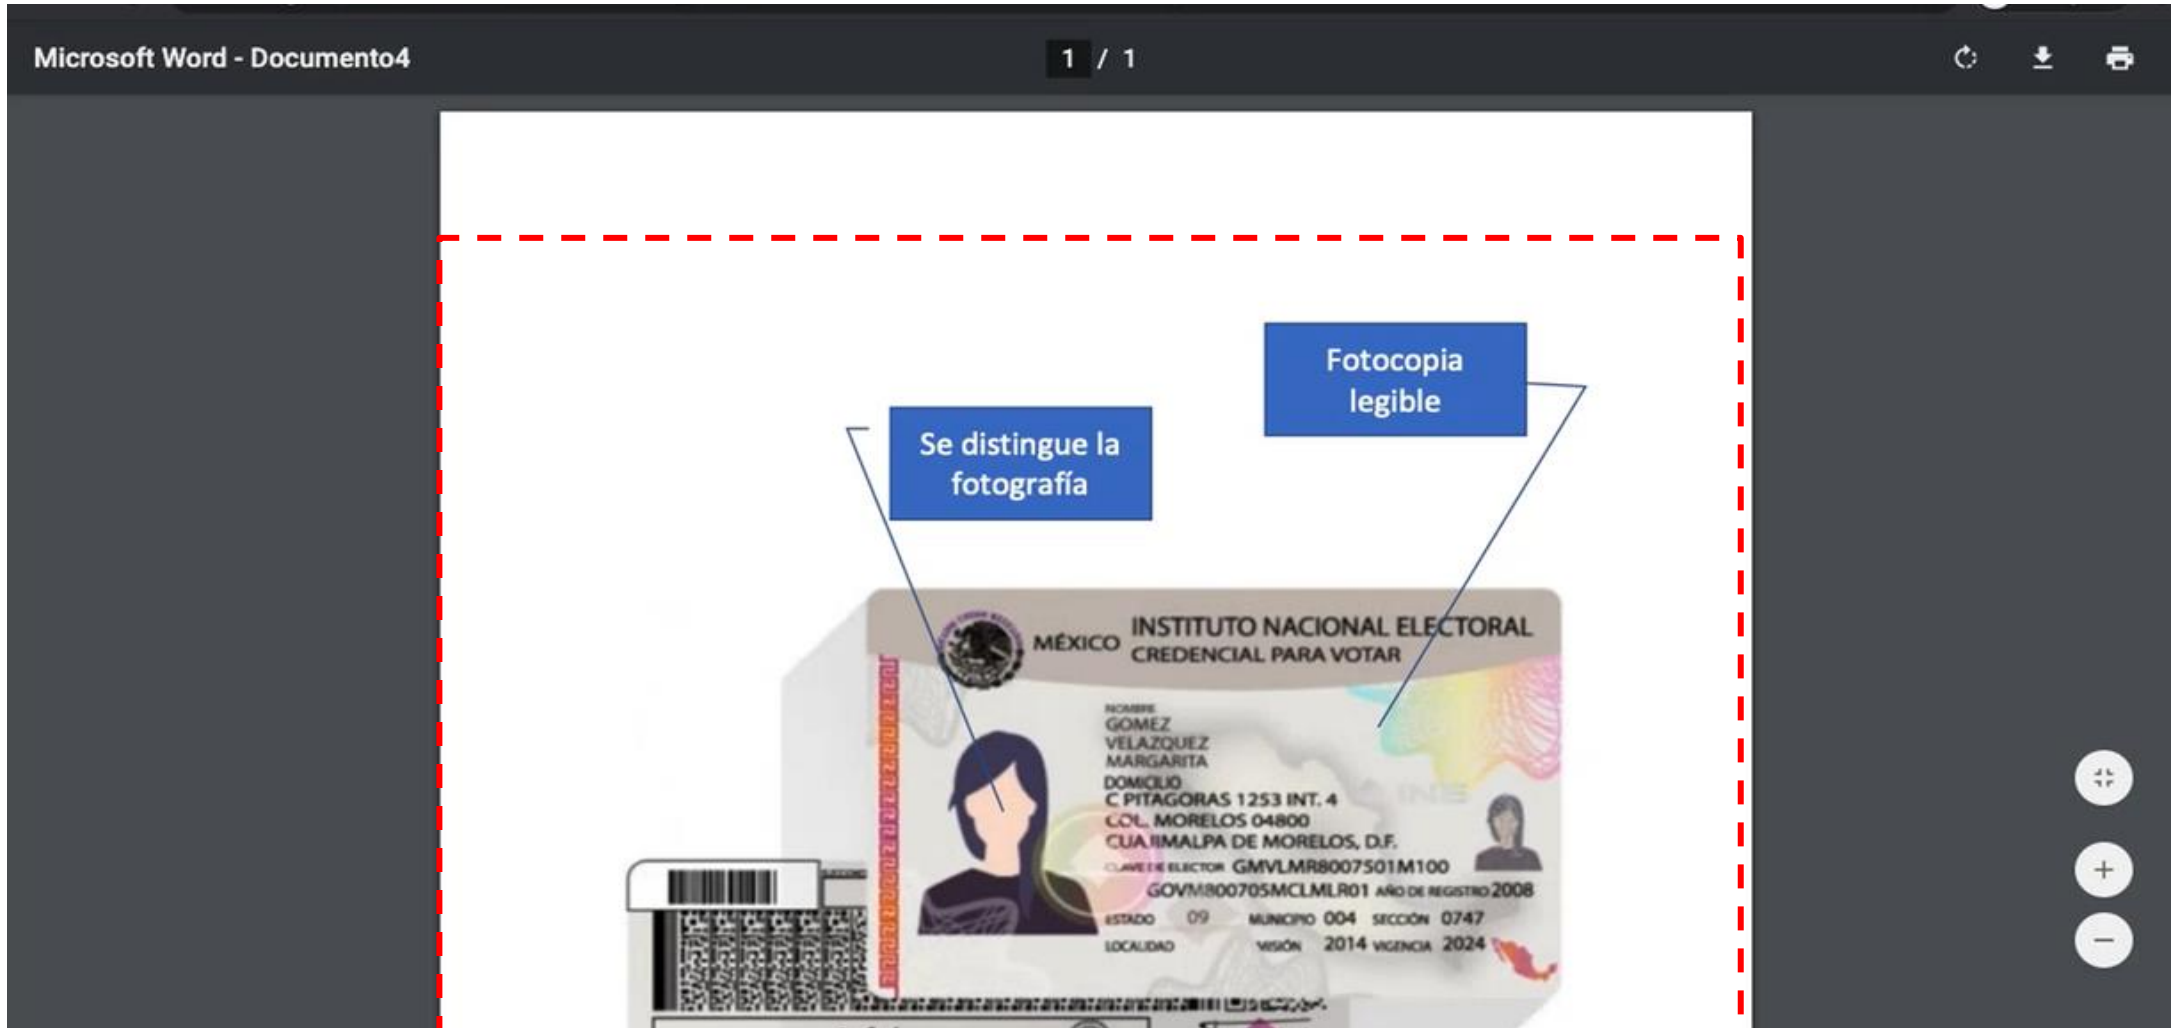 Microsoft Word - Documento4
1 / 1
Fotocopia
legible
Se distingue la
fotografía
MÉXICO
INSTITUTO NACIONAL ELECTORAL
CREDENCIAL PARA VOTAR
NOMBRE
GOMEZ
VELAZQUEZ
MARGARITA
DOMICILIO
C PITAGORAS 1253 INT. 4
COL. MORELOS 04800
CUAJIMALPA DE MORELOS, D.F.
CLAVE DE ELECTOR GMVLMR8007501M100
GOVM800705MCLMLR01 AÑO DE REGISTRO 2008
ESTADO 09 MUNICIPIO 004 SECCIÓN 0747
LOCALIDAD VISIÓN 2014 VIGENCIA 2024
INE